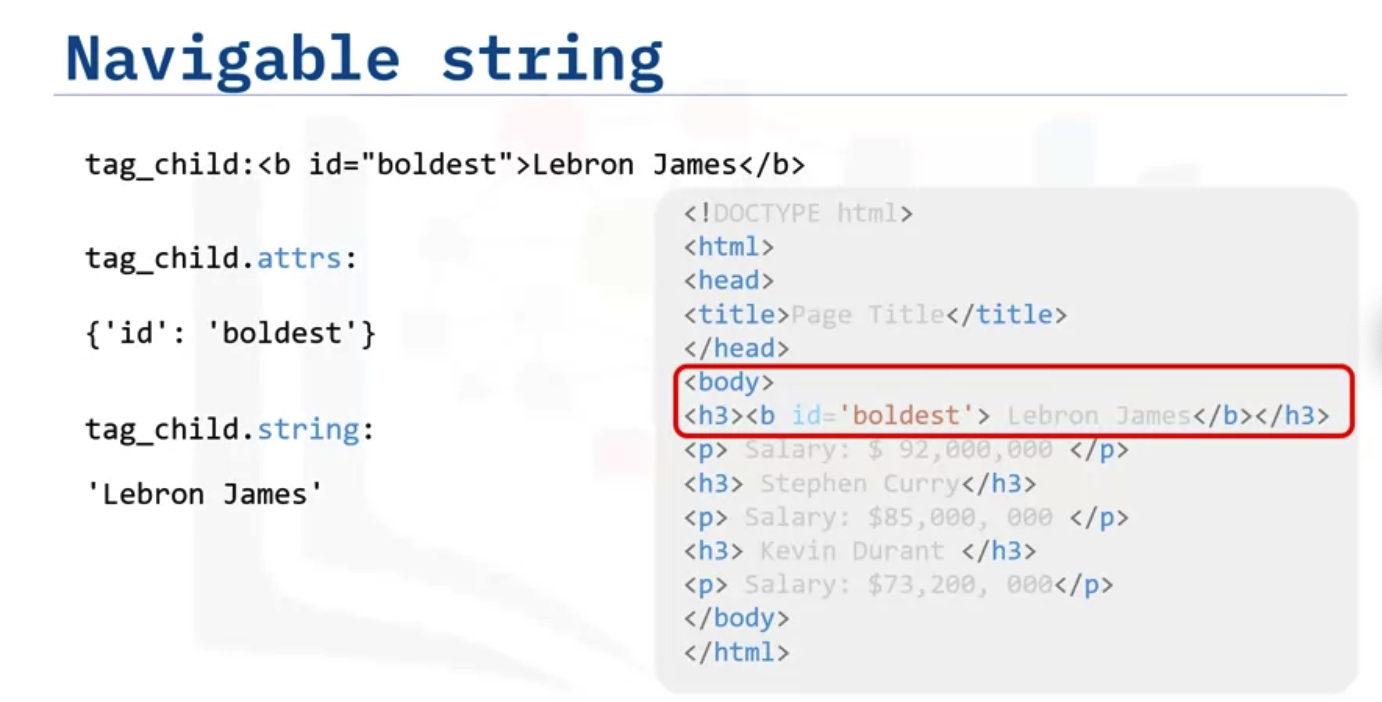 Navigable string
tag_child:<b id="boldest">Lebron James</b>
tag_child.attrs:
{'id': 'boldest'}
tag_child.string:
'Lebron James'
<!DOCTYPE html>
<html>
<head>
<title>Page Title</title>
</head>
<body>
<h3><b id='boldest'> Lebron James</b></h3>
<p> Salary: $ 92,000,000 </p>
<h3> Stephen Curry</h3>
<p> Salary: $85,000, 000 </p>
<h3> Kevin Durant </h3>
<p> Salary: $73,200, 000</p>
</body>
</html>